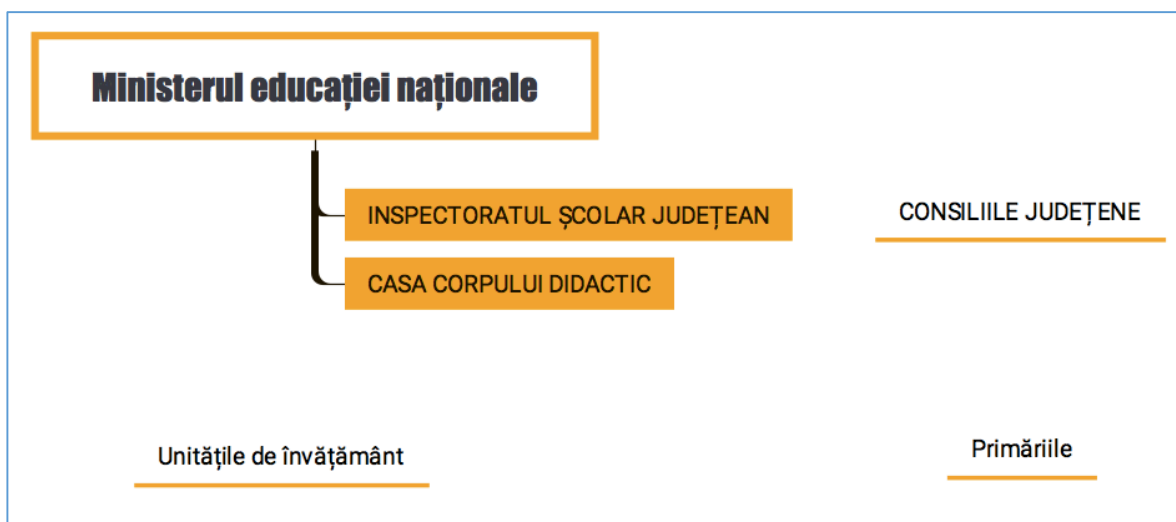 Ministerul educației naționale
INSPECTORATUL ȘCOLAR JUDEȚEAN
CONSILIILE JUDEȚENE
CASA CORPULUI DIDACTIC
Unitățile de învățământ
Primăriile